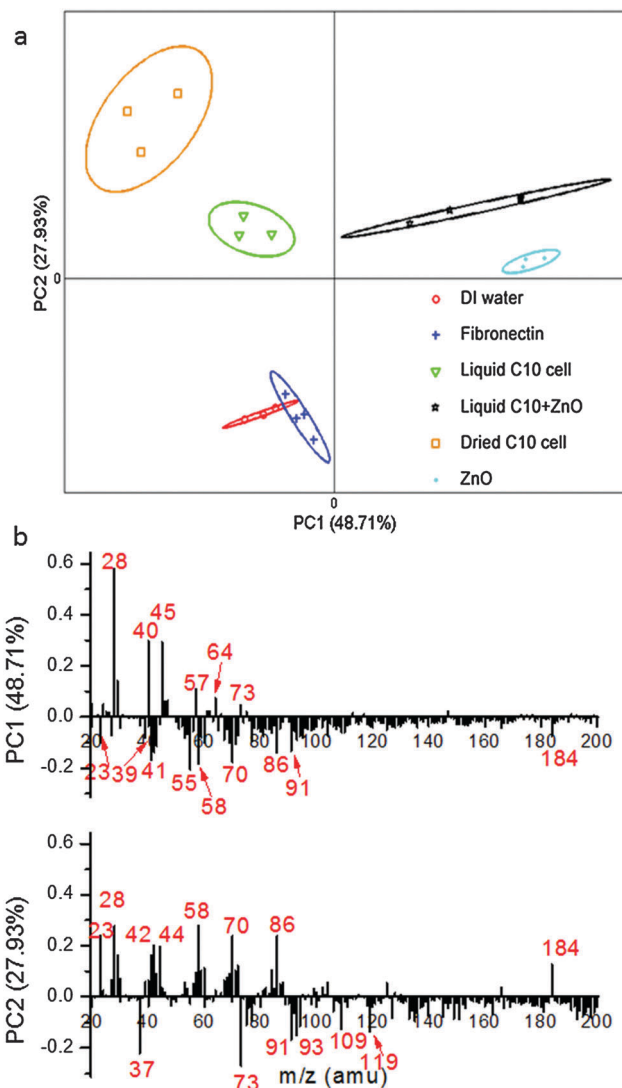 a
PC2 (27.93%)
0
DI water
Fibronectin
Liquid C10 cell
Liquid C10+ZnO
Dried C10 cell
ZnO
0
PC1 (48.71%)
b
PC1 (48.71%)
0.6
0.4
0.2
0.0
-0.2
28
45
40
64
57
73
20 40 60 80 100 120 140 160 180 200
23 39 41 55 58 70 86 91 184
PC2 (27.93%)
0.6
0.4
0.2
0.0
-0.2
28
23
42 44
58
70
86
184
20 40 60 80 100 120 140 160 180 200
37
73
91 93 109 119
m/z (amu)